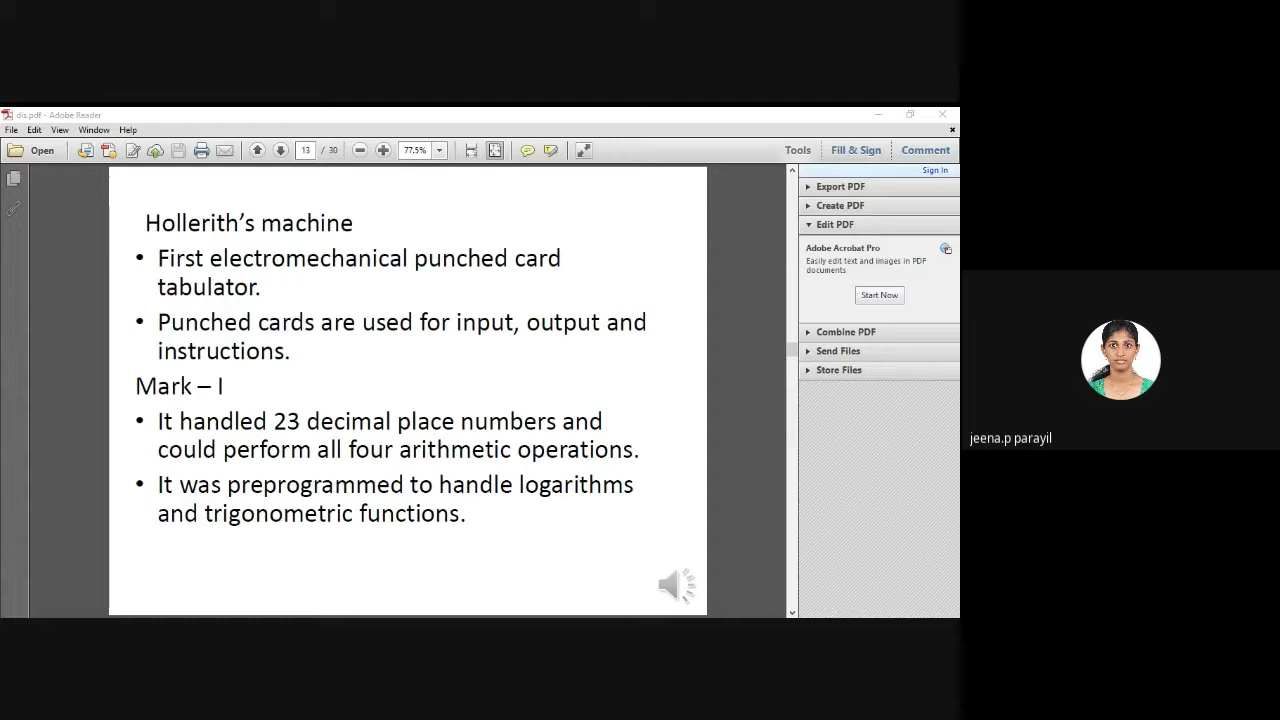 dis.pdf - Adobe Reader
File Edit View Window Help
Open 13 / 30 77.5% Tools Fill & Sign Comment
Sign In
Export PDF
Create PDF
Edit PDF
Adobe Acrobat Pro
Easily edit text and images in PDF
documents
Start Now
Combine PDF
Send Files
Store Files
Hollerith’s machine
• First electromechanical punched card
tabulator.
• Punched cards are used for input, output and
instructions.
Mark – I
• It handled 23 decimal place numbers and
could perform all four arithmetic operations.
• It was preprogrammed to handle logarithms
and trigonometric functions.
jeena.p parayil